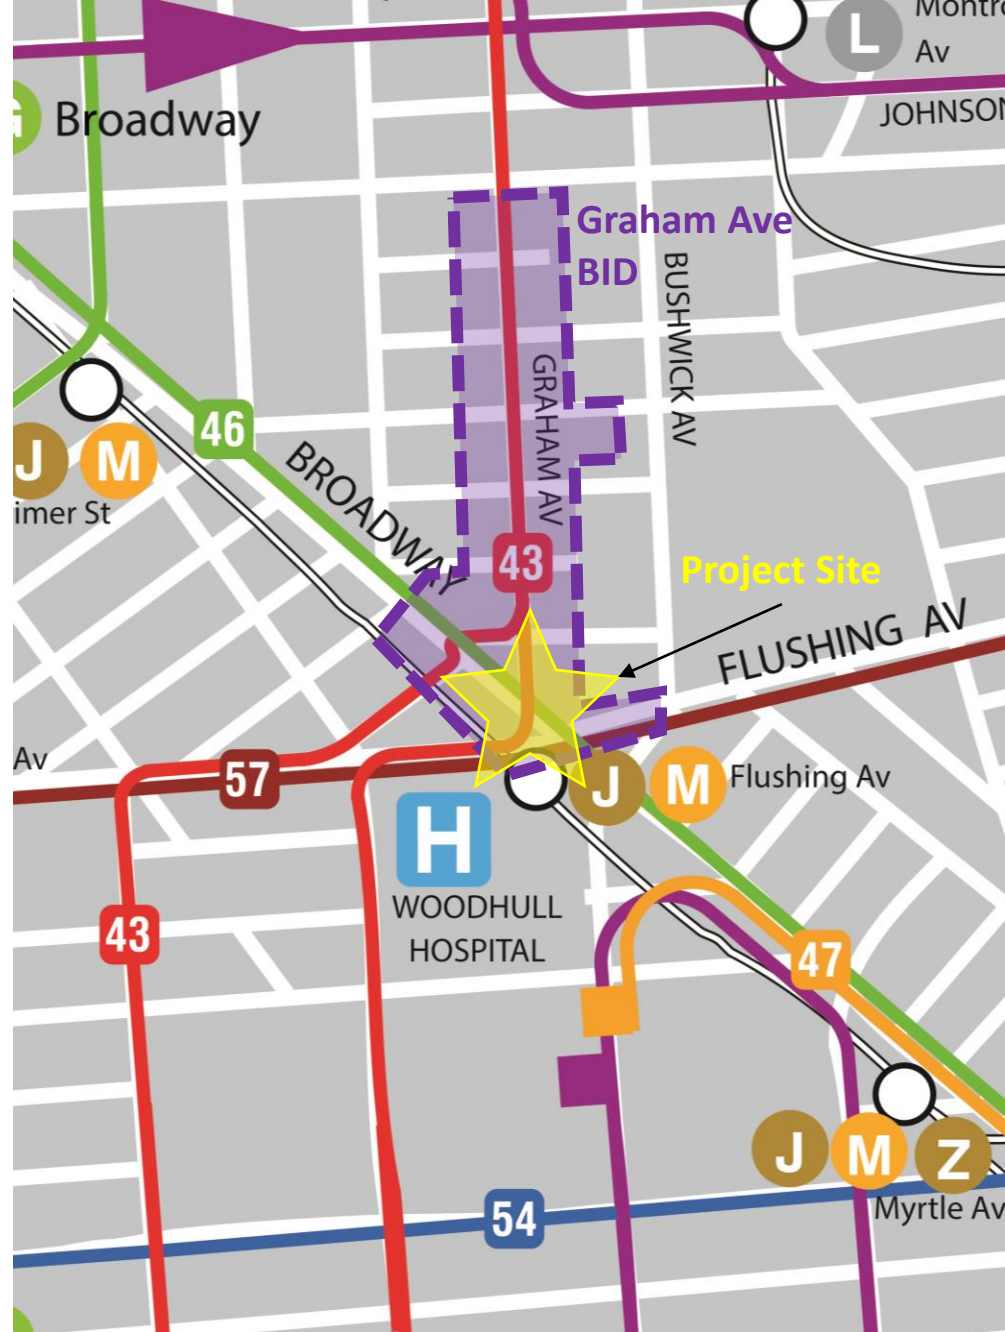 Montro
Av
L
JOHNSON
G
Broadway
Graham Ave
BID
BUSHWICK AV
GRAHAM AV
46
BROADWAY
J M
imer St
43
Project Site
FLUSHING AV
Av
57
J M Flushing Av
H
WOODHULL
HOSPITAL
43
47
J M Z
Myrtle Av
54